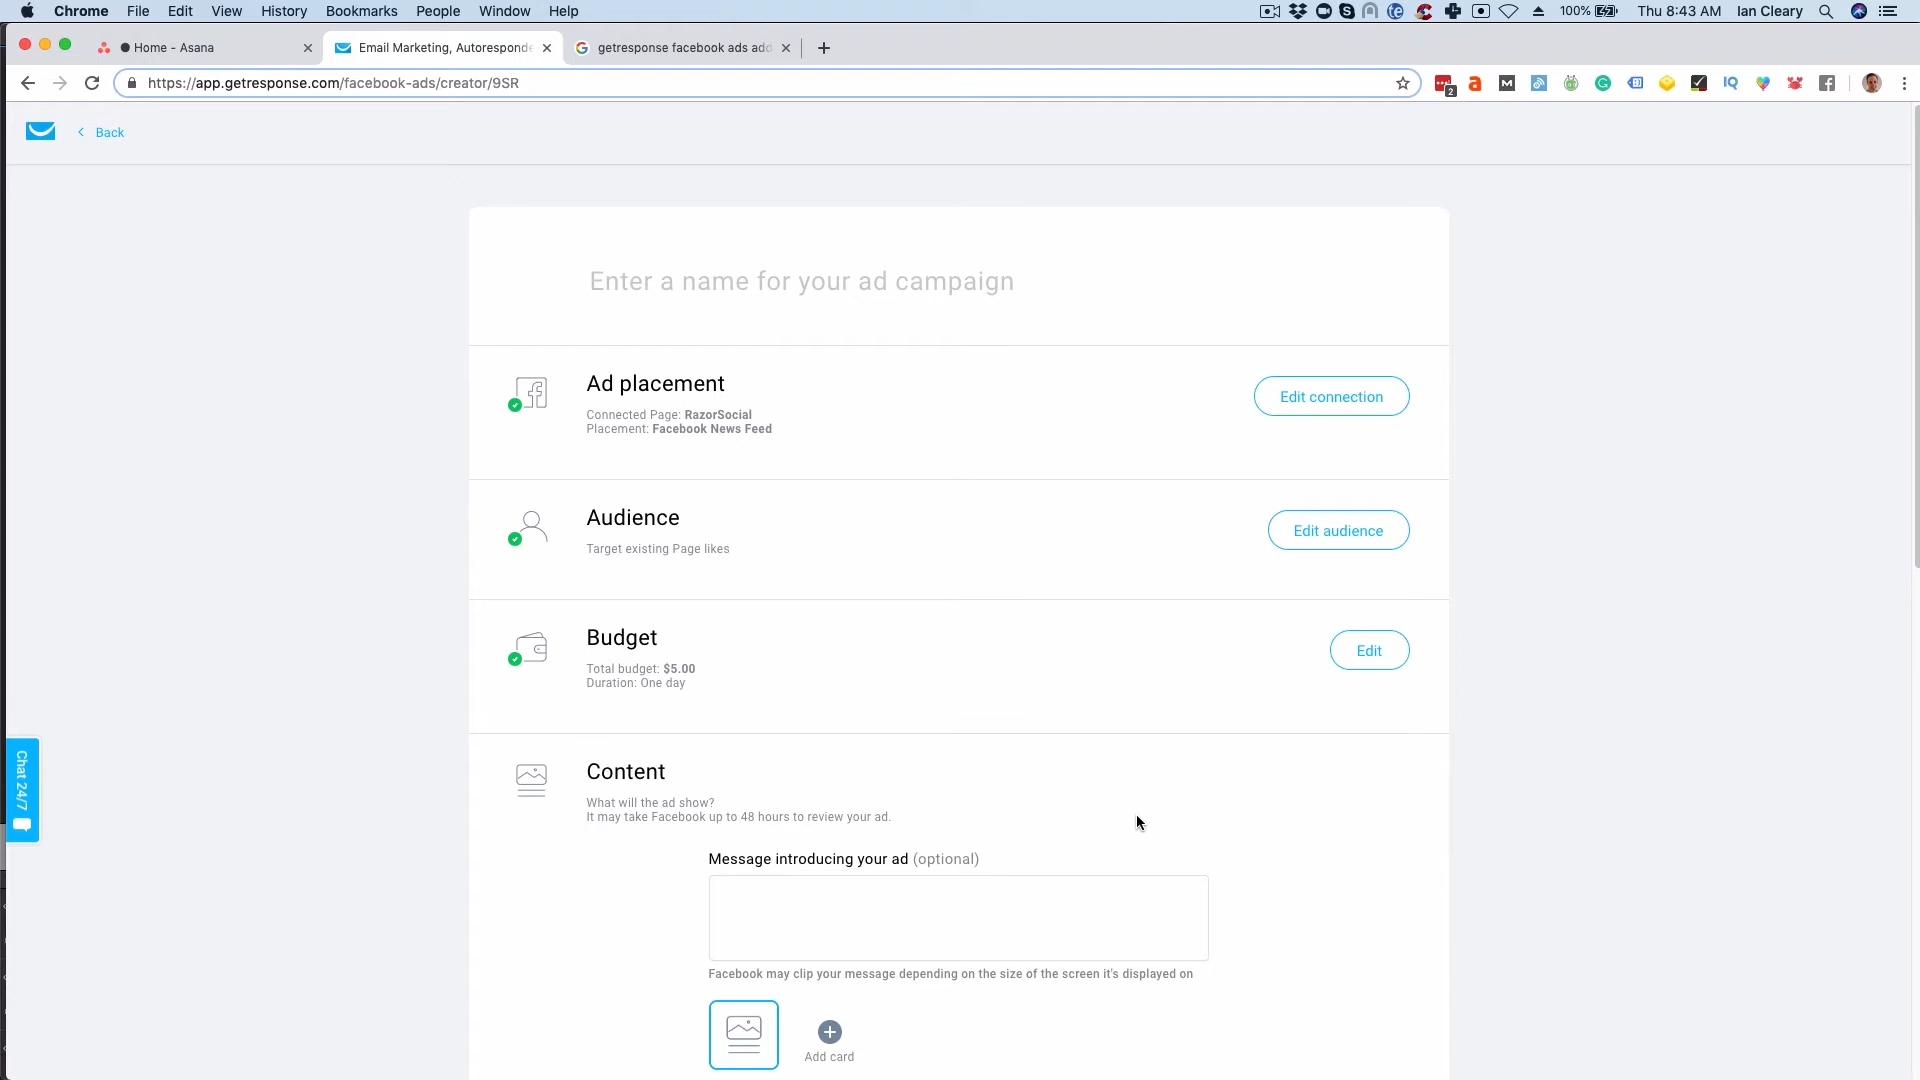 Chrome File Edit View History Bookmarks People Window Help
100% Thu 8:43 AM Ian Cleary
Home - Asana
Email Marketing, Autoresponde
getresponse facebook ads add
https://app.getresponse.com/facebook-ads/creator/9SR
2
Back
Enter a name for your ad campaign
Ad placement
Connected Page: RazorSocial
Placement: Facebook News Feed
Edit connection
Audience
Target existing Page likes
Edit audience
Budget
Total budget: $5.00
Duration: One day
Edit
Chat 24/7
Content
What will the ad show?
It may take Facebook up to 48 hours to review your ad.
Message introducing your ad (optional)
Facebook may clip your message depending on the size of the screen it's displayed on
Add card